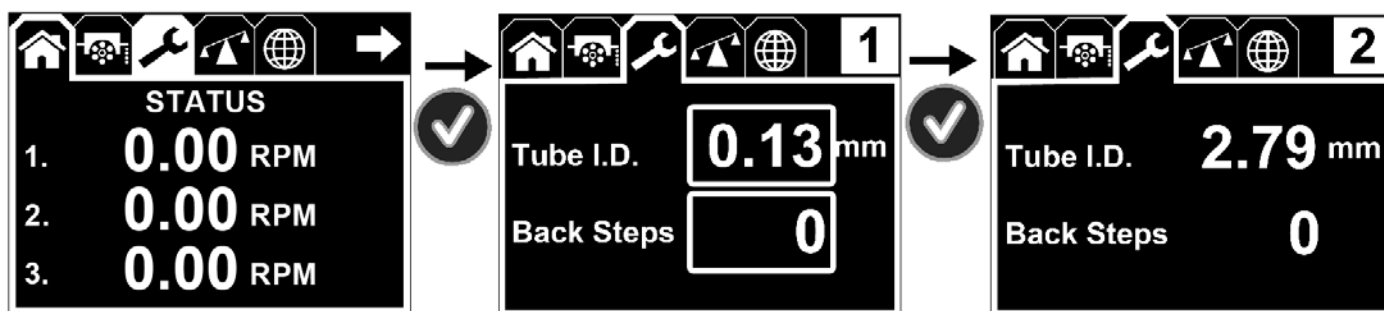 STATUS
1. 0.00 RPM
2. 0.00 RPM
3. 0.00 RPM
1
Tube I.D. 0.13 mm
Back Steps 0
2
Tube I.D. 2.79 mm
Back Steps 0